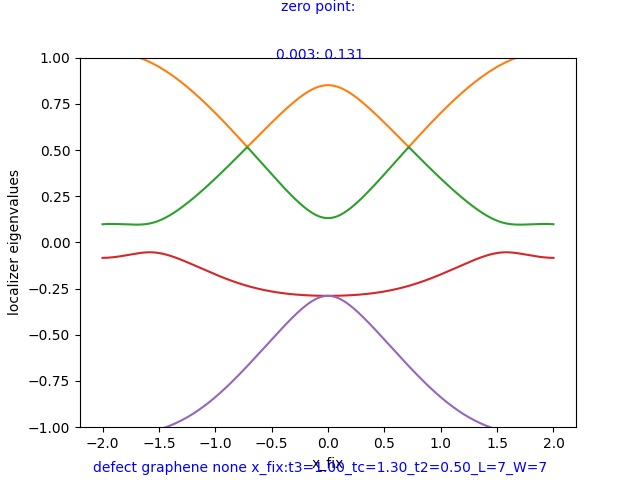 zero point:
0.003: 0.131
1.00
0.75
0.50
0.25
0.00
−0.25
−0.50
−0.75
−1.00
localizer eigenvalues
−2.0 −1.5 −1.0 −0.5 0.0 0.5 1.0 1.5 2.0
x_fix
defect graphene none x_fix:t3=1.00_tc=1.30_t2=0.50_L=7_W=7